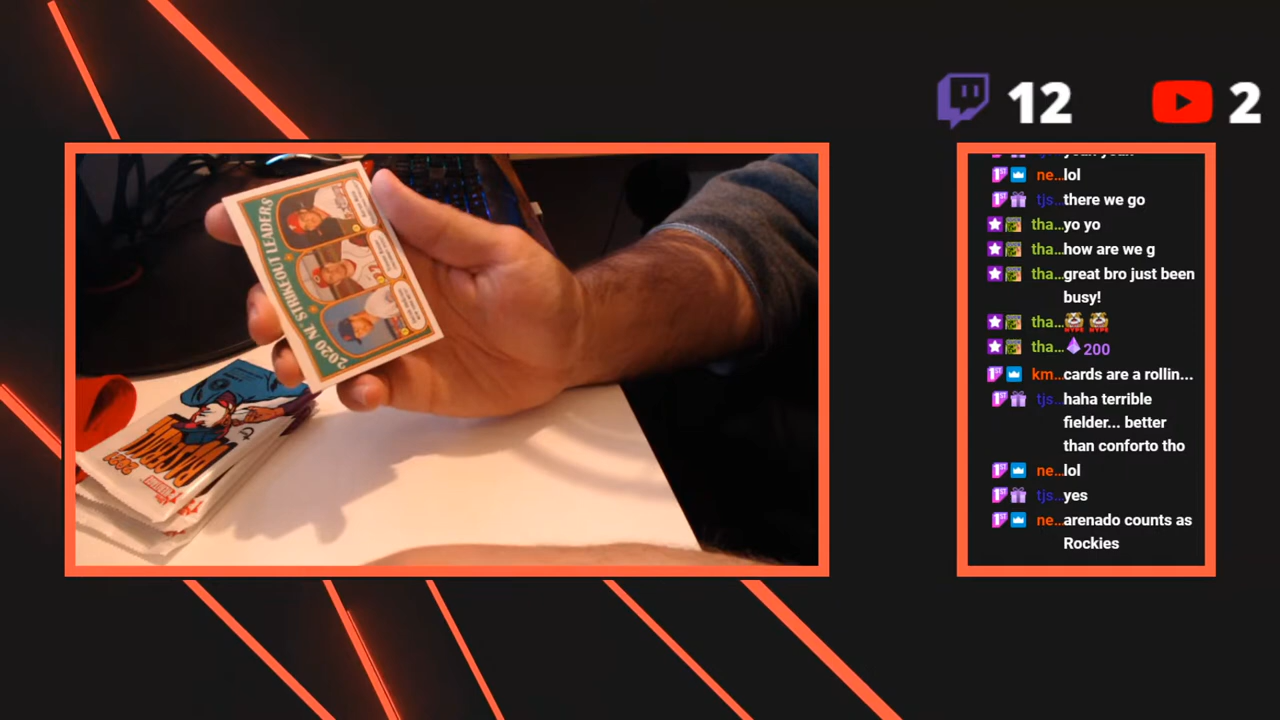 12
2
ne...lol
tjs...there we go
tha...yo yo
tha...how are we g
tha...great bro just been
busy!
tha...
tha...200
km...cards are a rollin...
tjs...haha terrible
fielder... better
than conforto tho
ne...lol
tjs...yes
ne...arenado counts as
Rockies
2020 NL STRIKEOUT LEADERS
BASEBALL